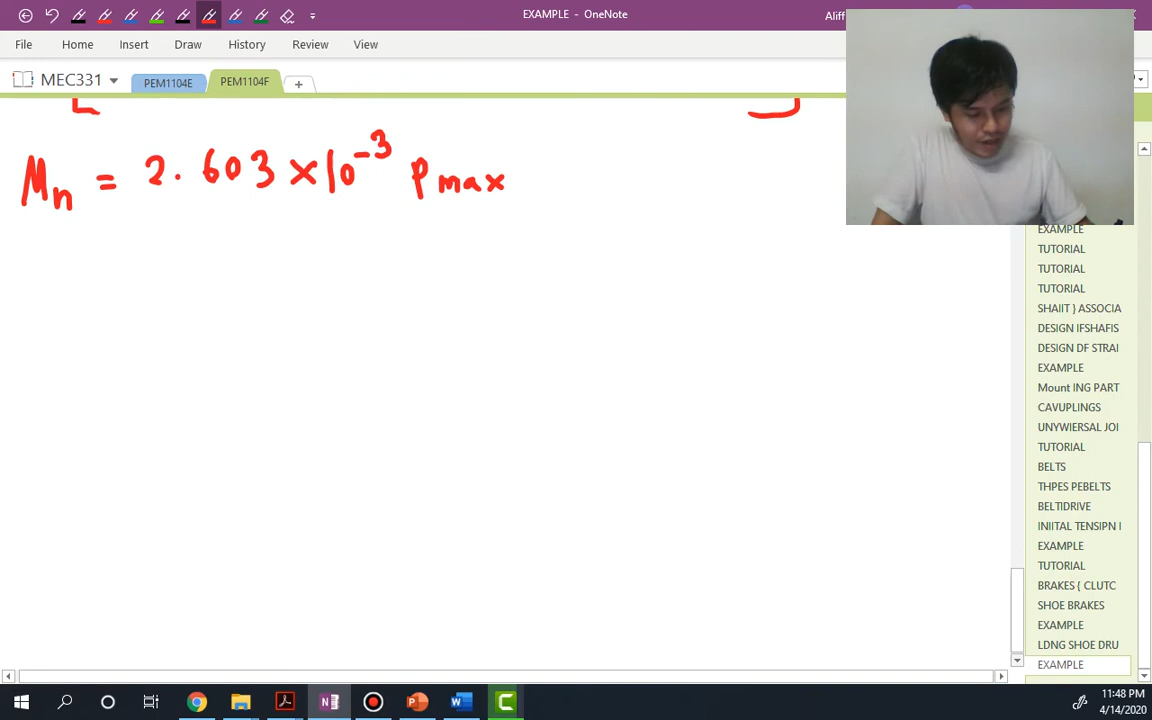 EXAMPLE - OneNote
Aliff
File Home Insert Draw History Review View
MEC331 PEM1104E PEM1104F
Mn = 2.603 ×10⁻³ Pmax
EXAMPLE
TUTORIAL
TUTORIAL
TUTORIAL
SHAIIT } ASSOCIA
DESIGN IFSHAFIS
DESIGN DF STRAI
EXAMPLE
Mount ING PART
CAVUPLINGS
UNYWIERSAL JOI
TUTORIAL
BELTS
THPES PEBELTS
BELTIDRIVE
INIITAL TENSIPN I
EXAMPLE
TUTORIAL
BRAKES { CLUTC
SHOE BRAKES
EXAMPLE
LDNG SHOE DRU
EXAMPLE
11:48 PM
4/14/2020